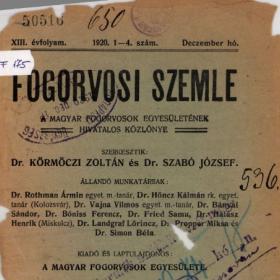 50516
630
XIII. évfolyam. 1920. 1—4. szám. Deczember hó.
F 175
FOGORVOSI SZEMLE
A MAGYAR FOGORVOSOK EGYESÜLETÉNEK
HIVATALOS KÖZLÖNYE
SZERKESZTIK:
Dr. KÖRMÖCZI ZOLTÁN és Dr. SZABÓ JÓZSEF.
ÁLLANDÓ MUNKATÁRSAK:
Dr. Rothman Ármin egyet. m.-tanár, Dr. Höncz Kálmán rk. egyet.
tanár (Kolozsvár), Dr. Vajna Vilmos egyet. m.-tanár, Dr. Bányai
Sándor, Dr. Bőniss Ferencz, Dr. Fried Samu, Dr.
Henrik (Miskolcz), Dr. Landgraf Lőrincz, Dr. Propper Miksa és
Dr. Simon Béla.
536.
KIADÓ ÉS LAPTULAJDONOS:
A MAGYAR FOGORVOSOK EGYESÜLETE